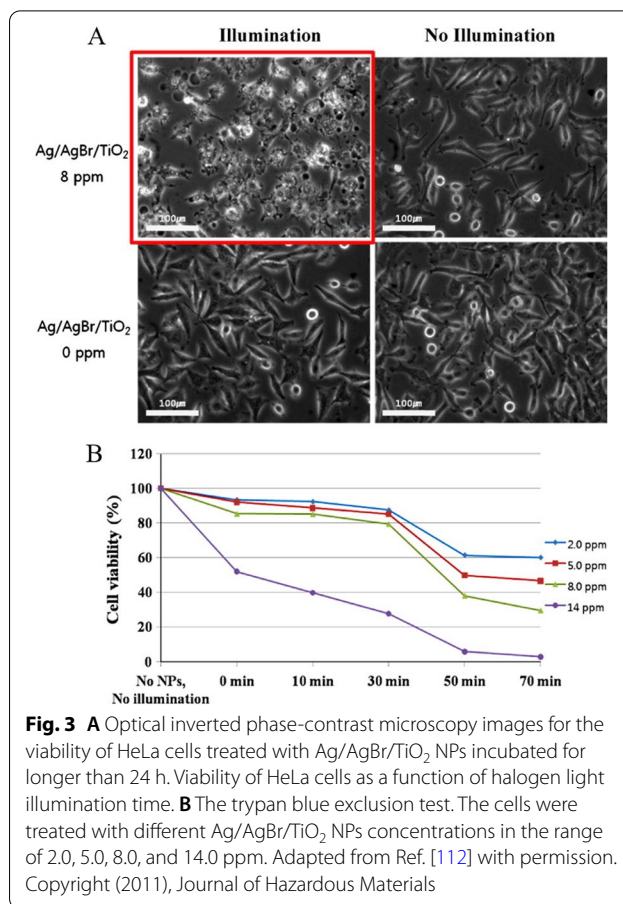 A
Illumination
No Illumination
Ag/AgBr/TiO₂
8 ppm
100μm
100μm
Ag/AgBr/TiO₂
0 ppm
100μm
100μm
B
Cell viability (%)
120
100
80
60
40
20
0
No NPs,
No illumination
0 min
10 min
30 min
50 min
70 min
2.0 ppm
5.0 ppm
8.0 ppm
14 ppm
Fig. 3 A Optical inverted phase-contrast microscopy images for the
viability of HeLa cells treated with Ag/AgBr/TiO₂ NPs incubated for
longer than 24 h. Viability of HeLa cells as a function of halogen light
illumination time. B The trypan blue exclusion test. The cells were
treated with different Ag/AgBr/TiO₂ NPs concentrations in the range
of 2.0, 5.0, 8.0, and 14.0 ppm. Adapted from Ref. [112] with permission.
Copyright (2011), Journal of Hazardous Materials